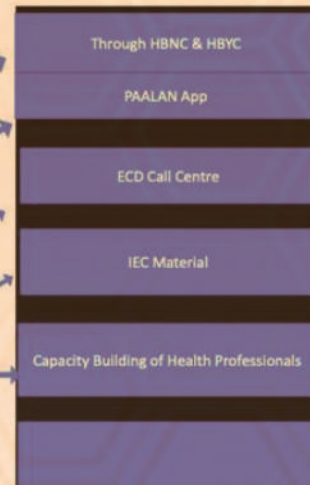 Through HBNC & HBYC
PAALAN App
ECD Call Centre
IEC Material
Capacity Building of Health Professionals